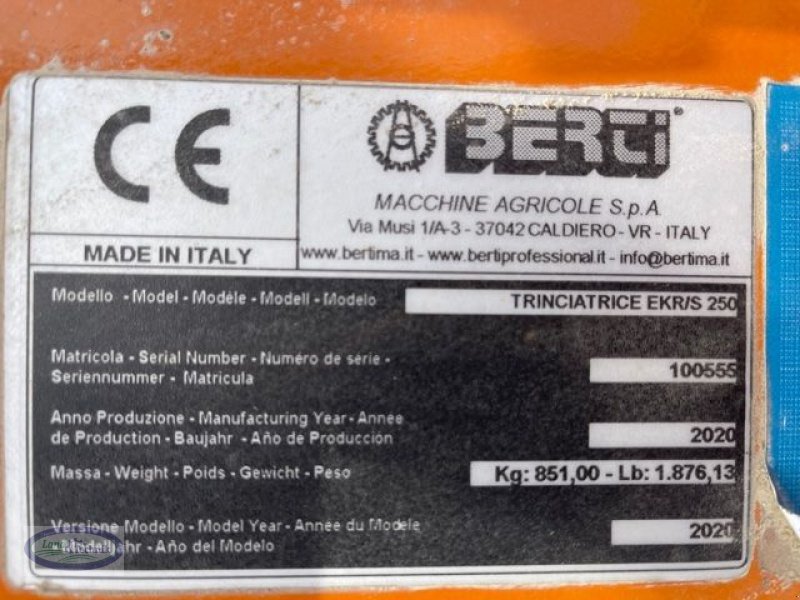 CE
BERTi®
MACCHINE AGRICOLE S.p.A.
Via Musi 1/A-3 - 37042 CALDIERO - VR - ITALY
MADE IN ITALY
www.bertima.it - www.bertiprofessional.it - info@bertima.it
Modello - Model - Modèle - Modell - Modelo TRINCIATRICE EKR/S 250
Matricola - Serial Number - Numéro de série -
Seriennummer - Matricula 100555
Anno Produzione - Manufacturing Year - Année
de Production - Baujahr - Año de Producción 2020
Massa - Weight - Poids - Gewicht - Peso Kg: 851,00 - Lb: 1.876,13
Versione Modello - Model Year - Année du Modèle
Modelljahr - Año del Modelo 2020